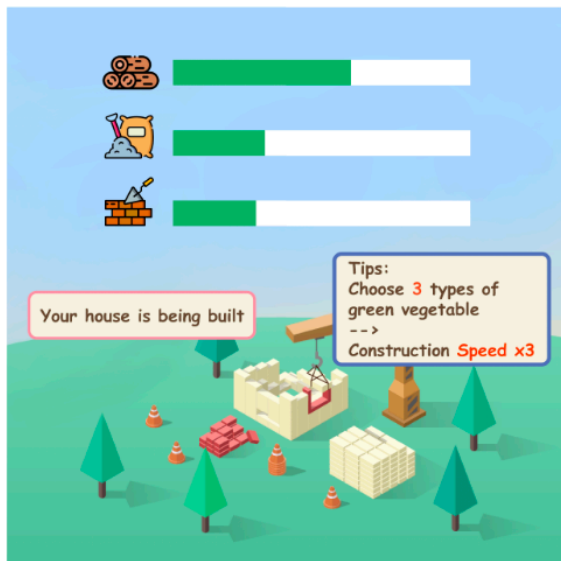 Tips:
Choose 3 types of
green vegetable
-->
Construction Speed x3
Your house is being built